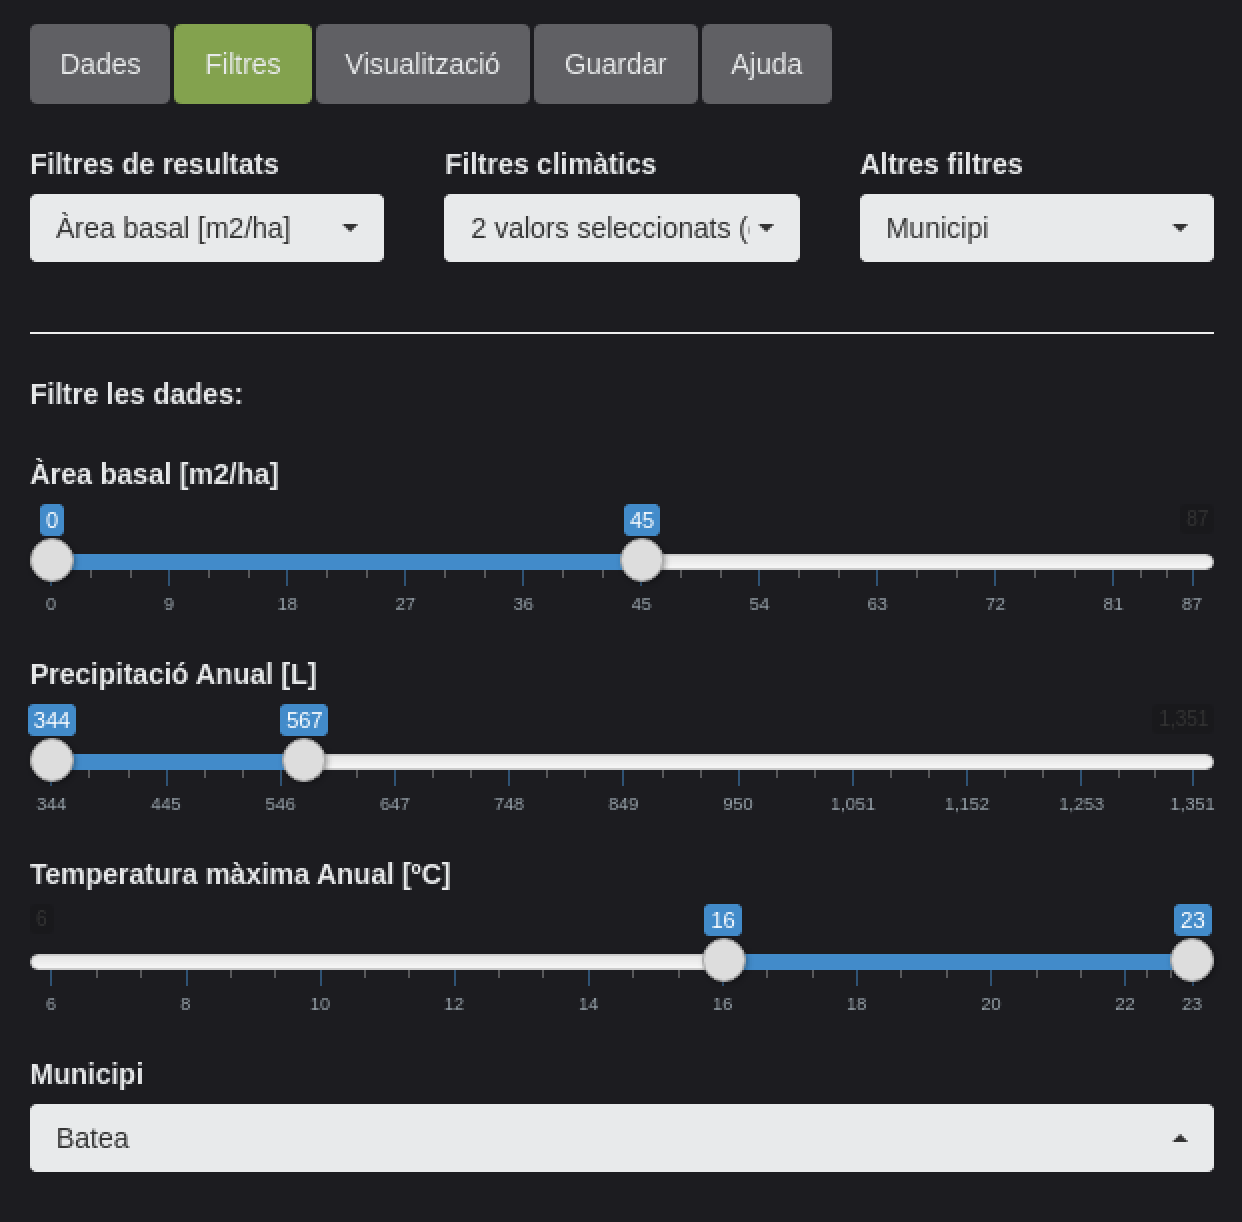 Dades Filtres Visualització Guardar Ajuda
Filtres de resultats Filtres climàtics Altres filtres
Àrea basal [m2/ha] 2 valors seleccionats ( Municipi
Filtre les dades:
Àrea basal [m2/ha]
0 45 87
0 9 18 27 36 45 54 63 72 81 87
Precipitació Anual [L]
344 567 1,351
344 445 546 647 748 849 950 1,051 1,152 1,253 1,351
Temperatura màxima Anual [ºC]
6 16 23
6 8 10 12 14 16 18 20 22 23
Municipi
Batea